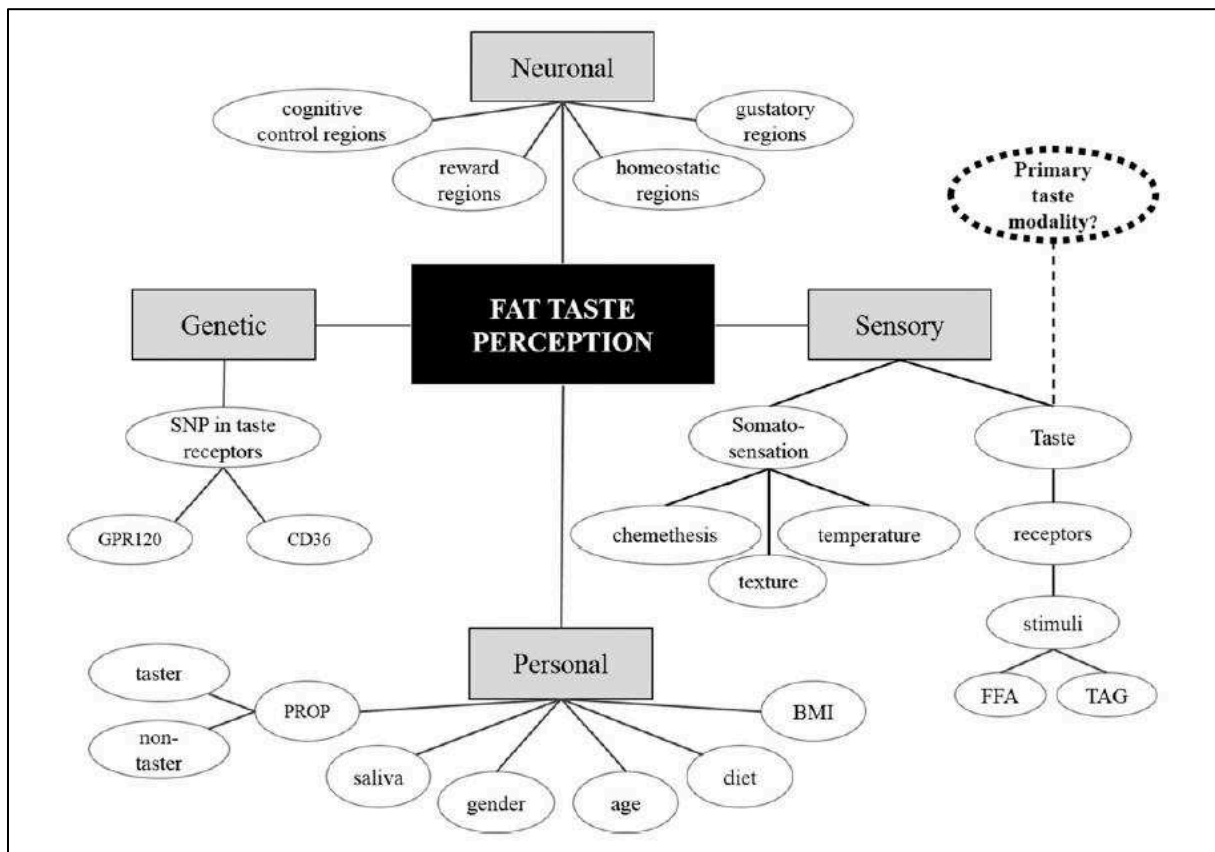 Neuronal
cognitive
control regions
gustatory
regions
reward
regions
homeostatic
regions
Primary
taste
modality?
FAT TASTE
PERCEPTION
Genetic
Sensory
SNP in taste
receptors
Somato-
sensation
Taste
GPR120
CD36
chemethesis
temperature
texture
receptors
stimuli
FFA
TAG
Personal
taster
non-
taster
PROP
BMI
saliva
gender
age
diet